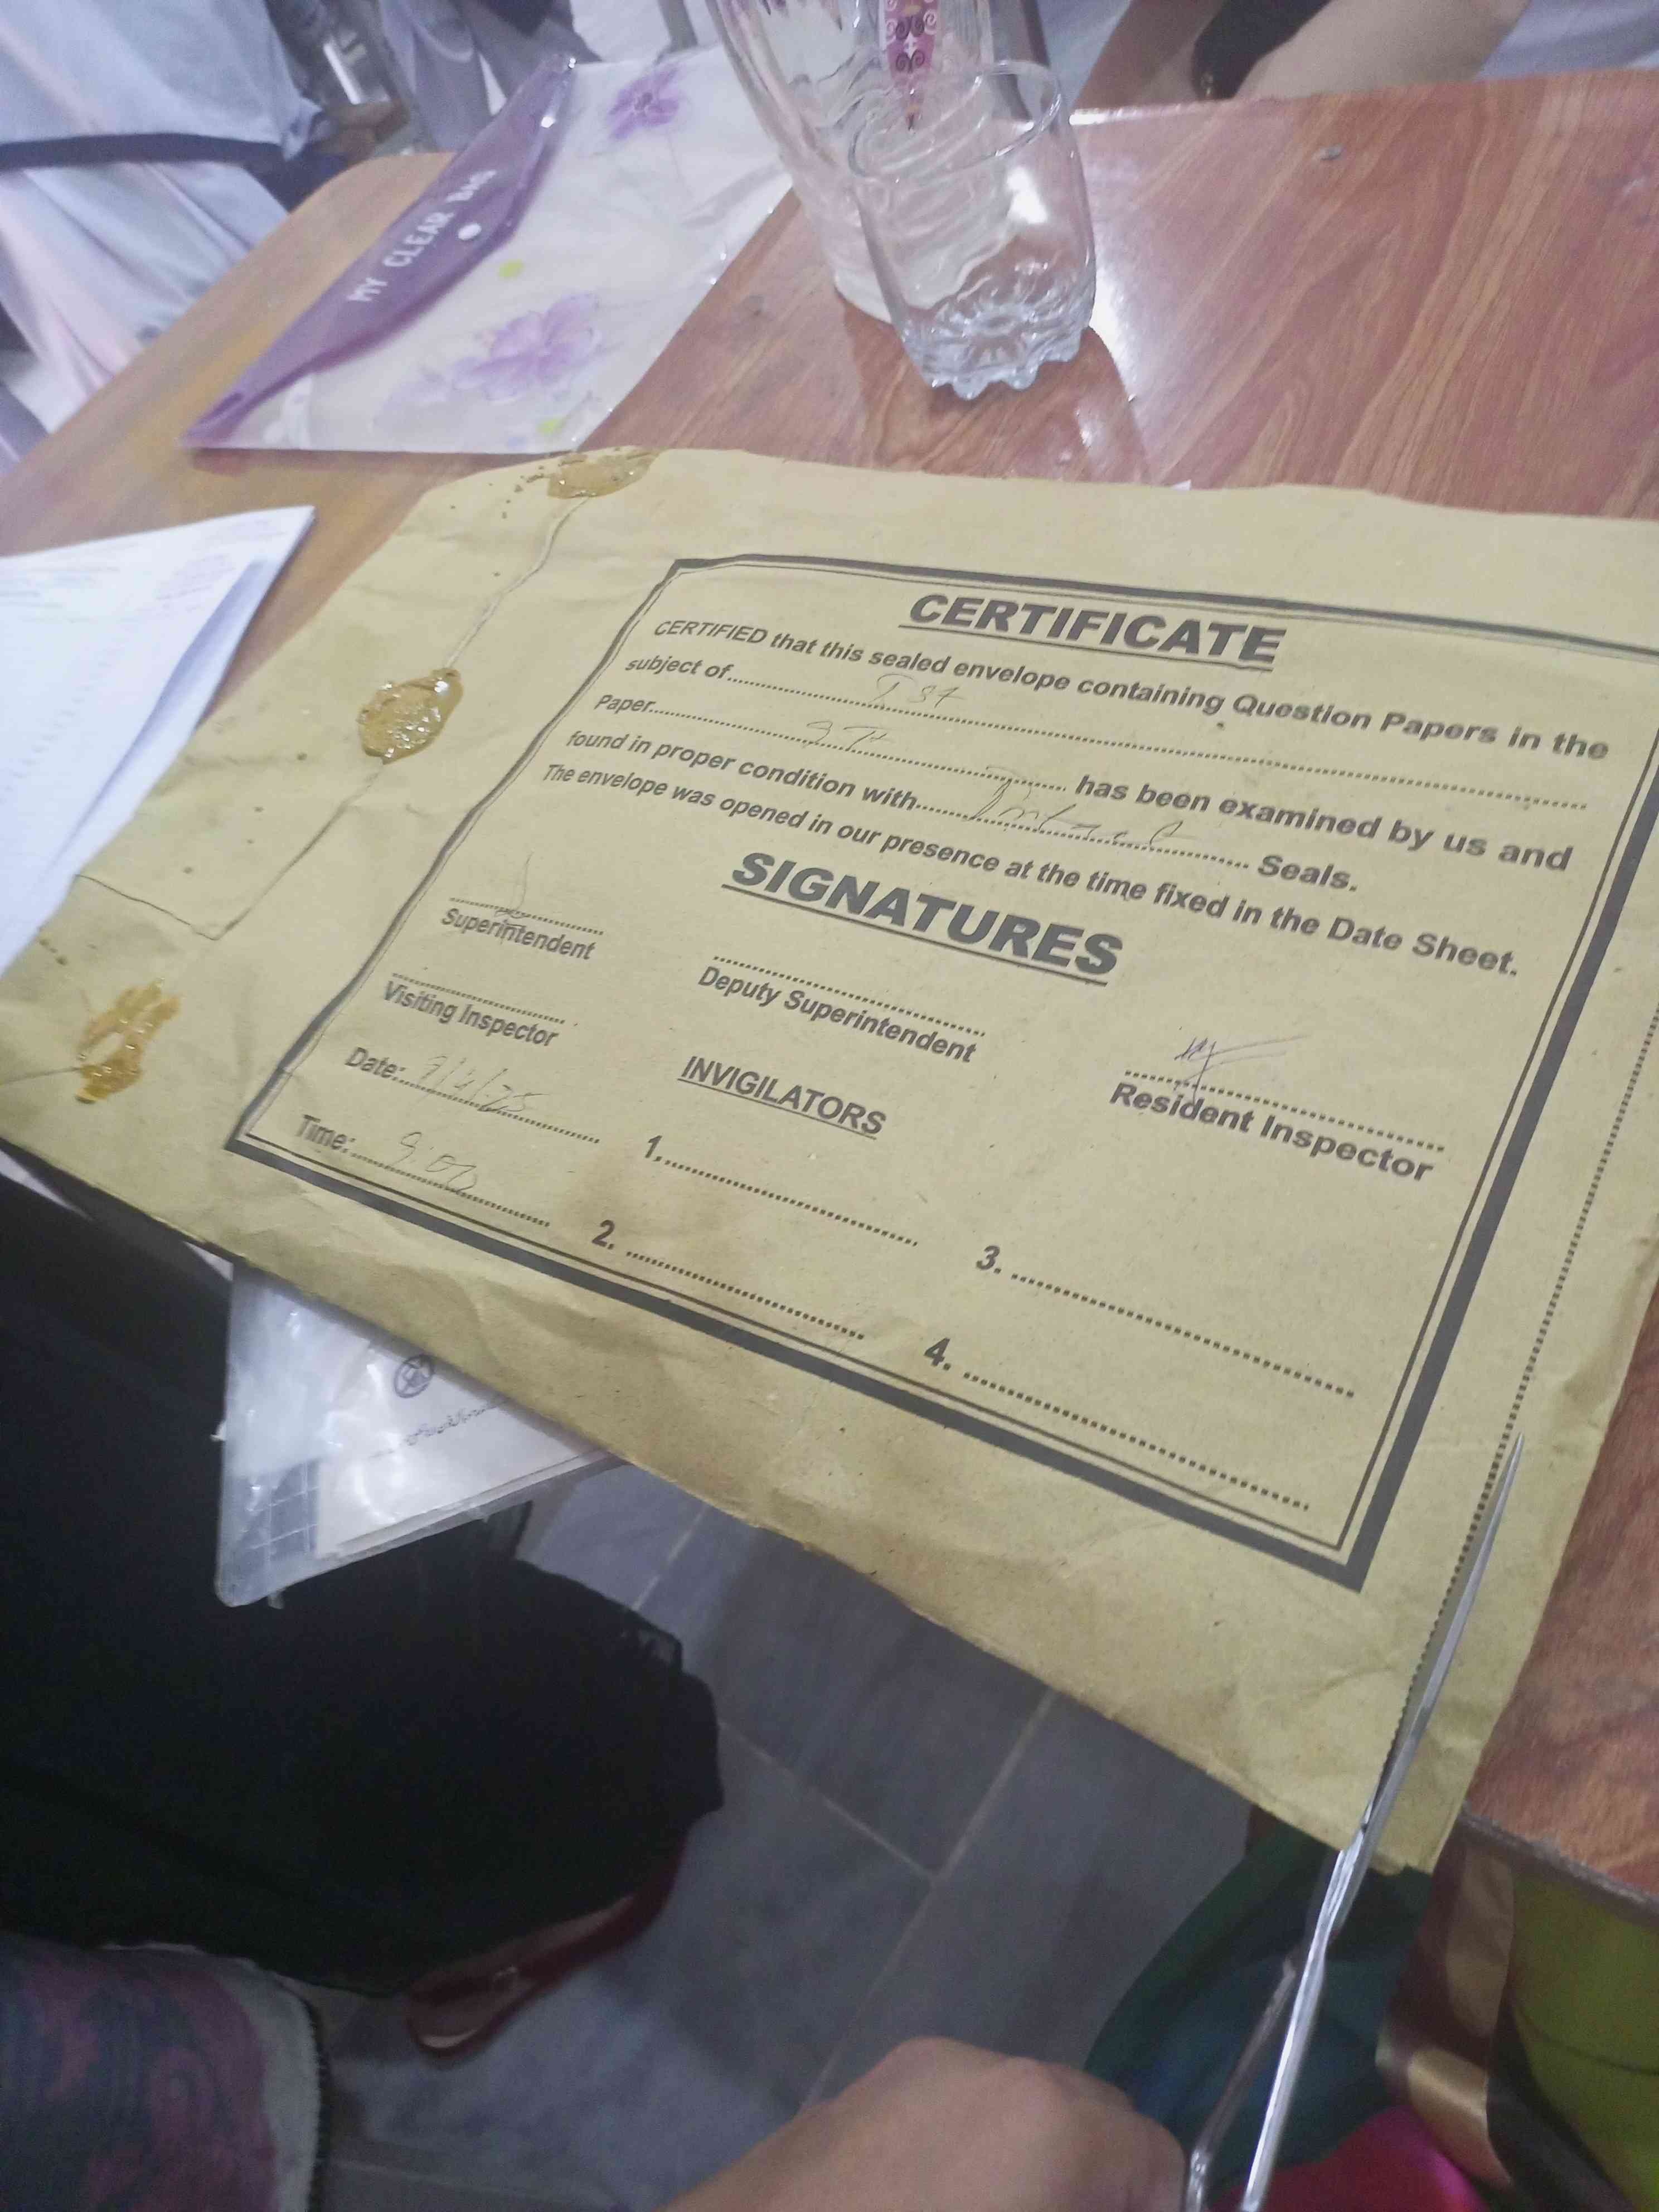 MY CLEAR BAG
CERTIFICATE
CERTIFIED that this sealed envelope containing Question Papers in the
subject of..............................
Paper.................... has been examined by us and
found in proper condition with.................... Seals.
The envelope was opened in our presence at the time fixed in the Date Sheet.
SIGNATURES
Superintendent
Deputy Superintendent
Resident Inspector
Visiting Inspector
Date:
INVIGILATORS
Time: 9:00
1.
2.
3.
4.